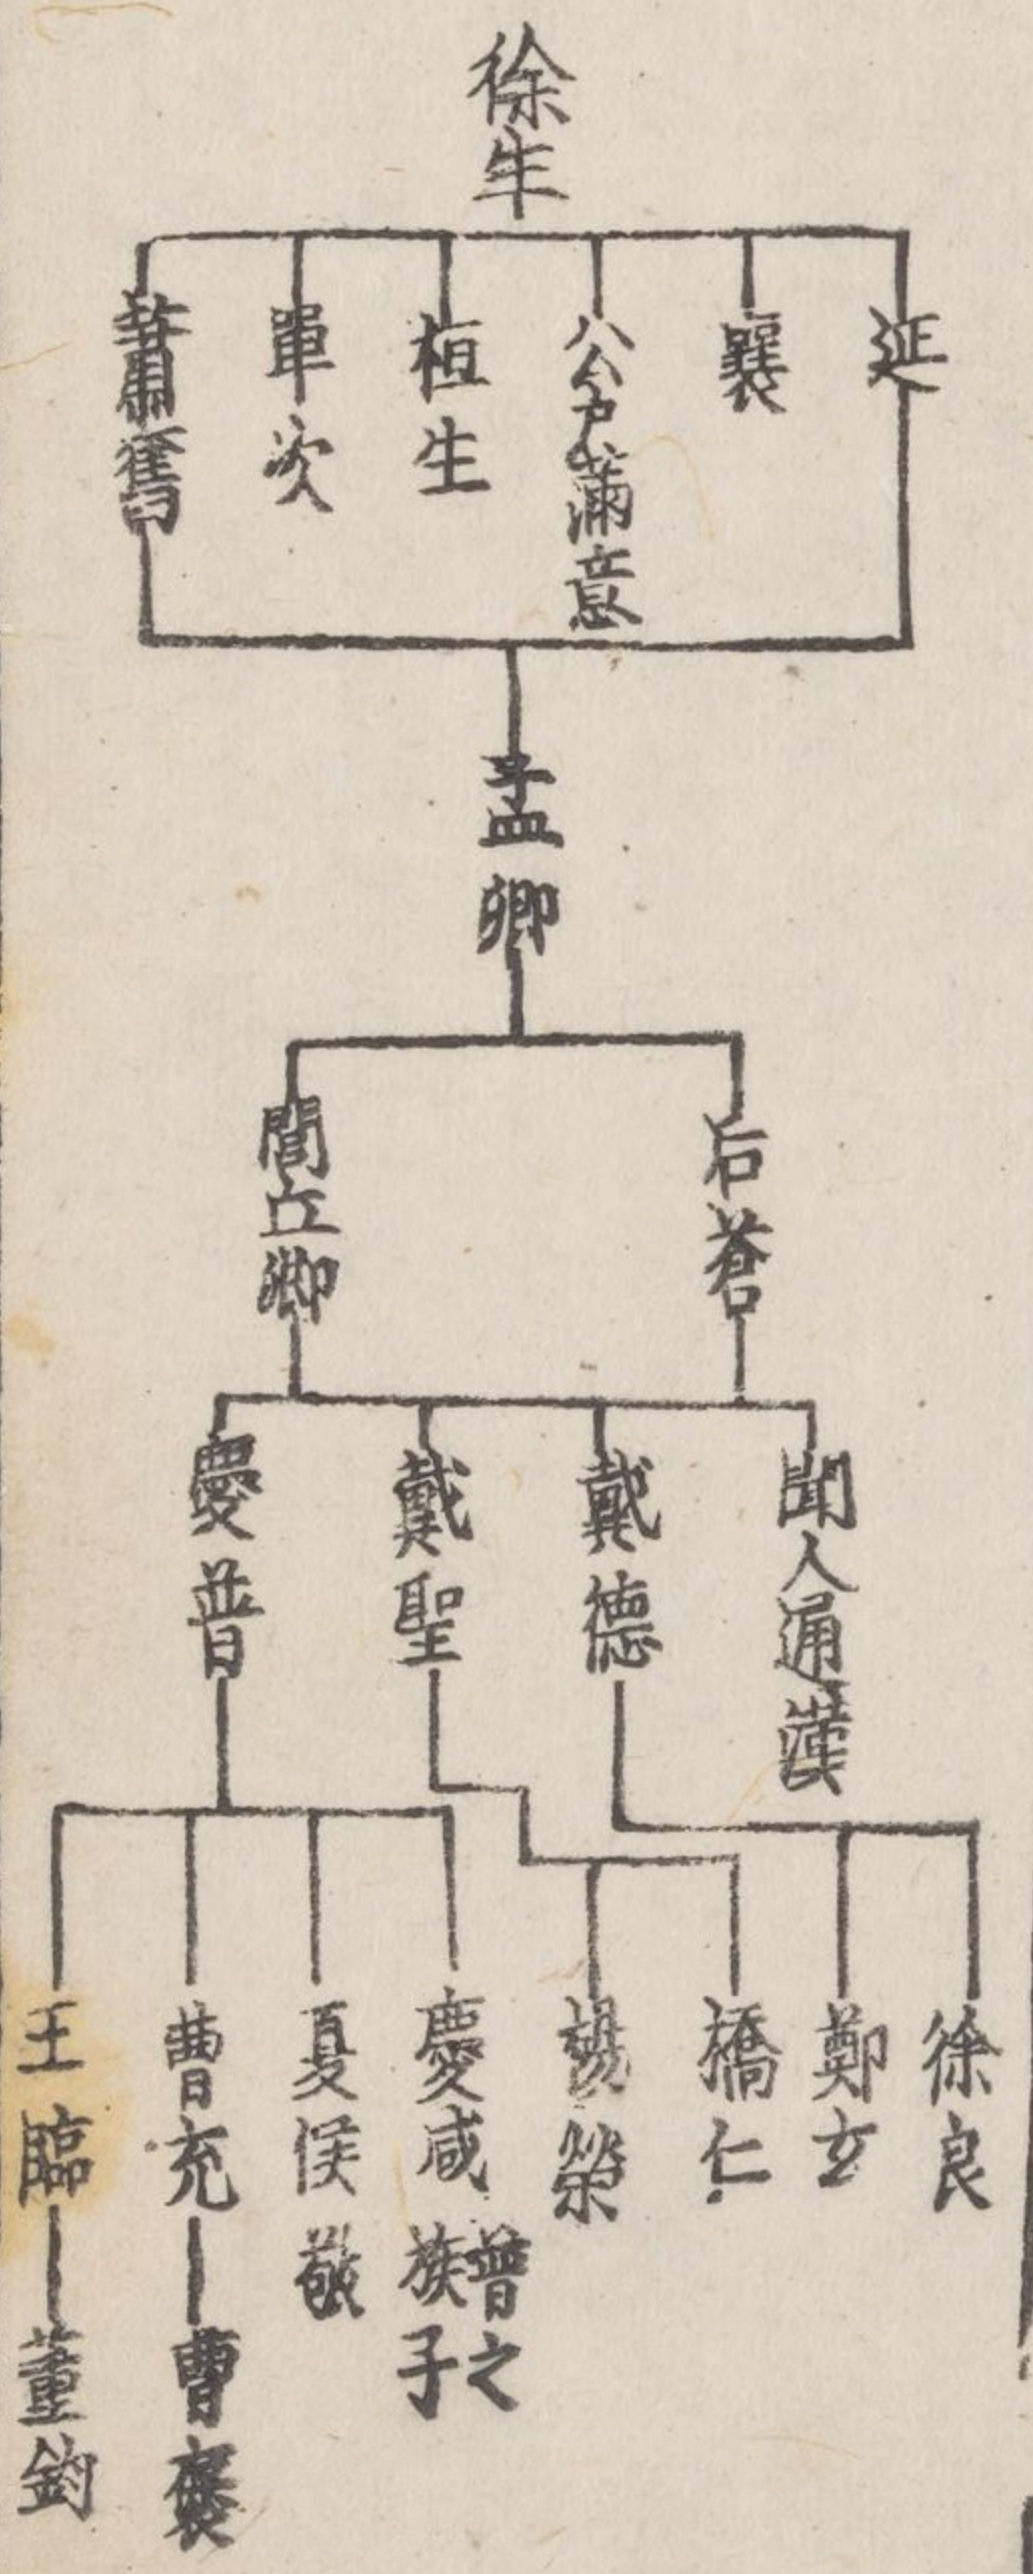 徐生
延
襄
公户滿意
桓生
單次
蕭奮
孟卿
后蒼
閭丘卿
聞人通漢
戴德
戴聖
慶普
徐良
鄭玄
橋仁
楊榮
慶咸
普之
族子
夏侯敬
曹充
曹褒
王臨
董鈞